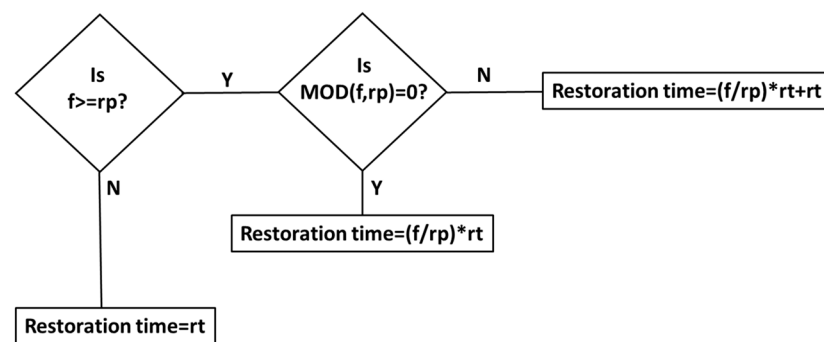 Is
f>=rp?
Y
Is
MOD(f,rp)=0?
N
Restoration time=(f/rp)*rt+rt
N
Y
Restoration time=(f/rp)*rt
Restoration time=rt